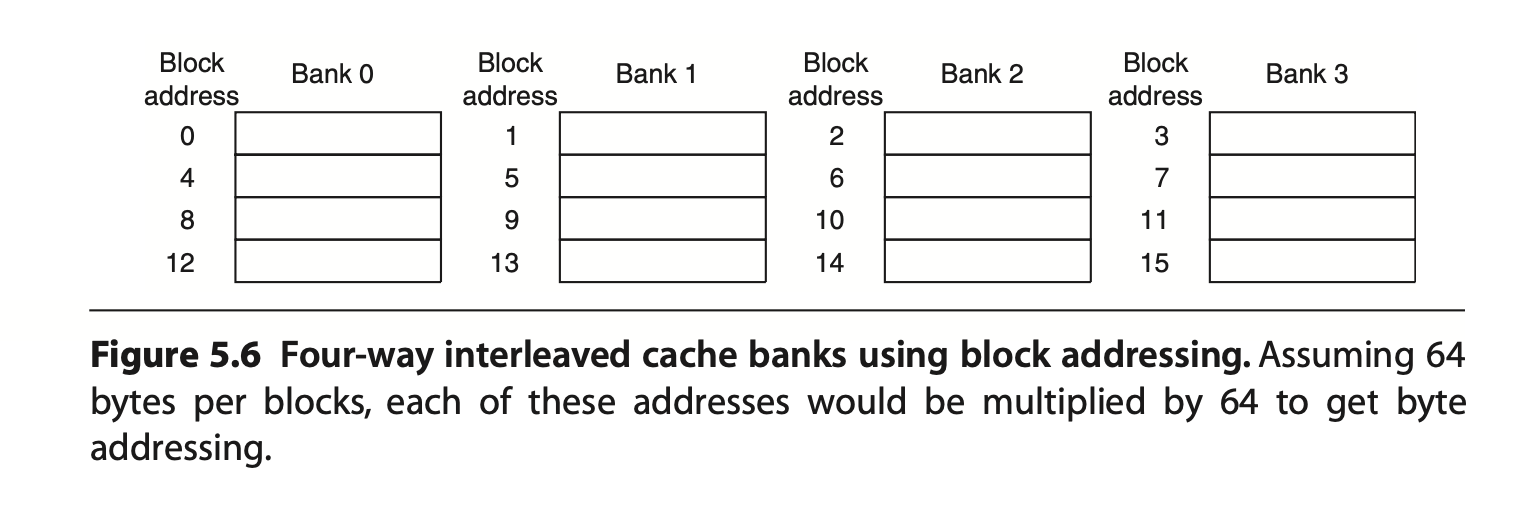 Block Bank 0 Block Bank 1 Block Bank 2 Block Bank 3
address address address address
0 1 2 3
4 5 6 7
8 9 10 11
12 13 14 15
Figure 5.6 Four-way interleaved cache banks using block addressing. Assuming 64
bytes per blocks, each of these addresses would be multiplied by 64 to get byte
addressing.